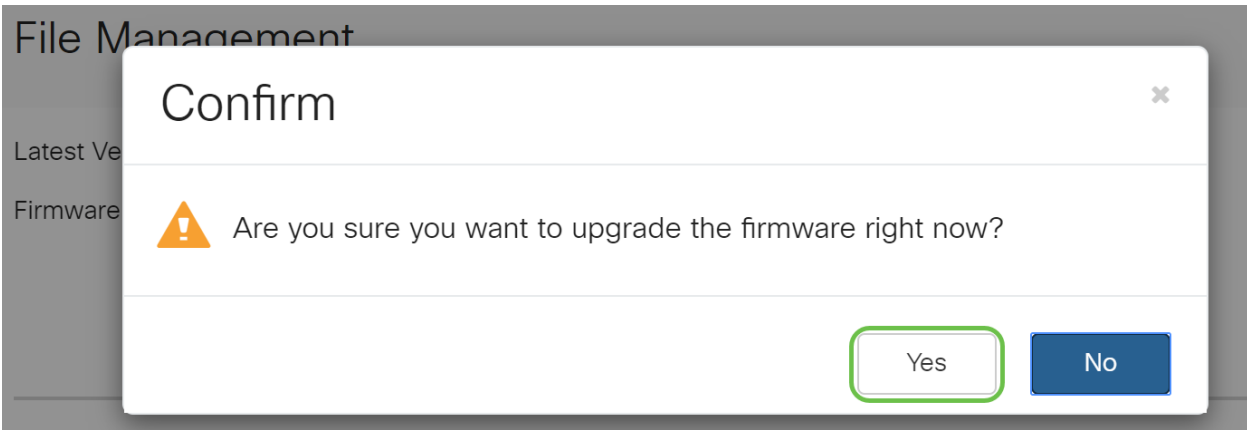 File Management
Confirm
Latest Ve
Firmware
Are you sure you want to upgrade the firmware right now?
Yes
No